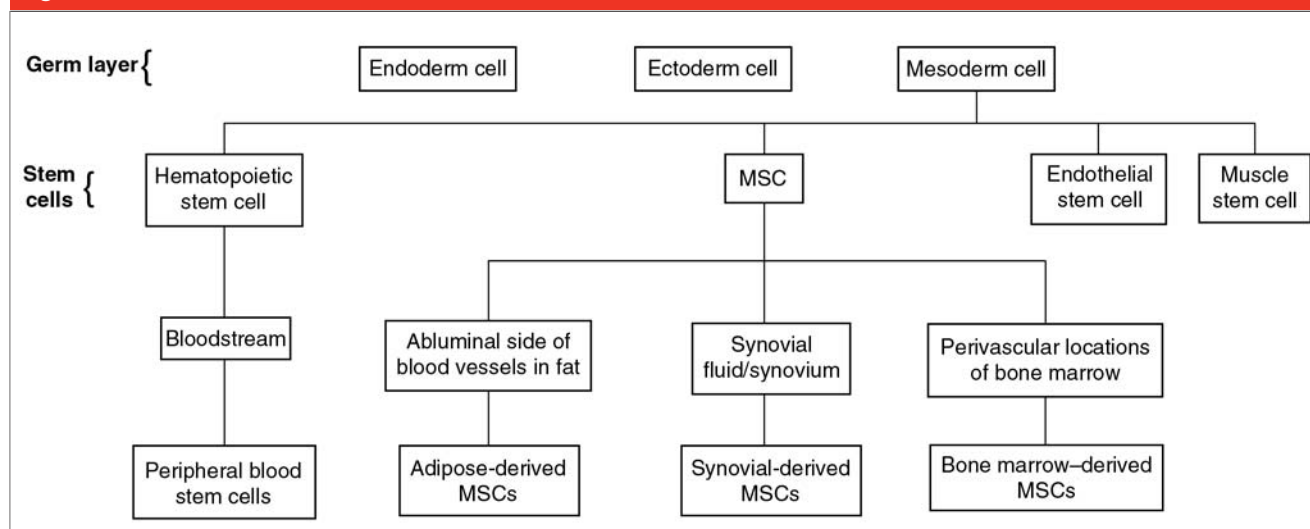 Germ layer {
Endoderm cell
Ectoderm cell
Mesoderm cell
Stem
cells {
Hematopoietic
stem cell
MSC
Endothelial
stem cell
Muscle
stem cell
Bloodstream
Abluminal side of
blood vessels in fat
Synovial
fluid/synovium
Perivascular locations
of bone marrow
Peripheral blood
stem cells
Adipose-derived
MSCs
Synovial-derived
MSCs
Bone marrow–derived
MSCs